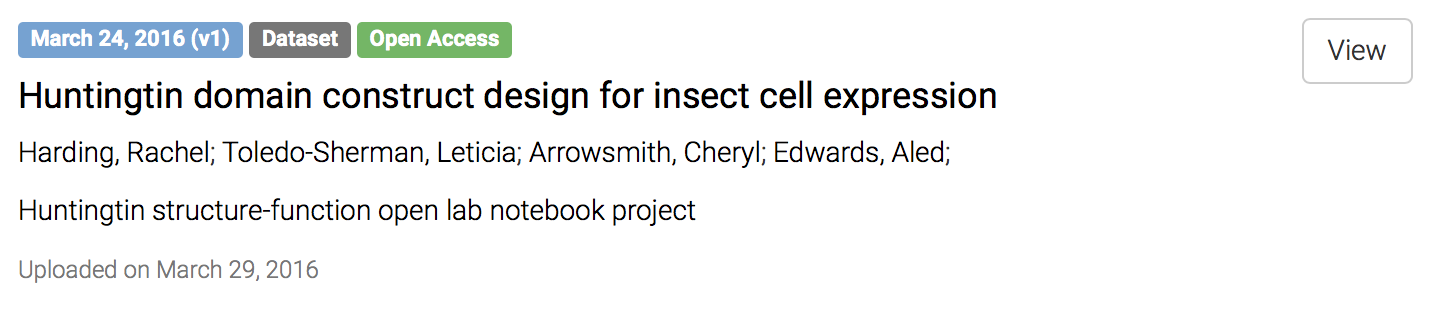 March 24, 2016 (v1) Dataset Open Access
View
Huntingtin domain construct design for insect cell expression
Harding, Rachel; Toledo-Sherman, Leticia; Arrowsmith, Cheryl; Edwards, Aled;
Huntingtin structure-function open lab notebook project
Uploaded on March 29, 2016